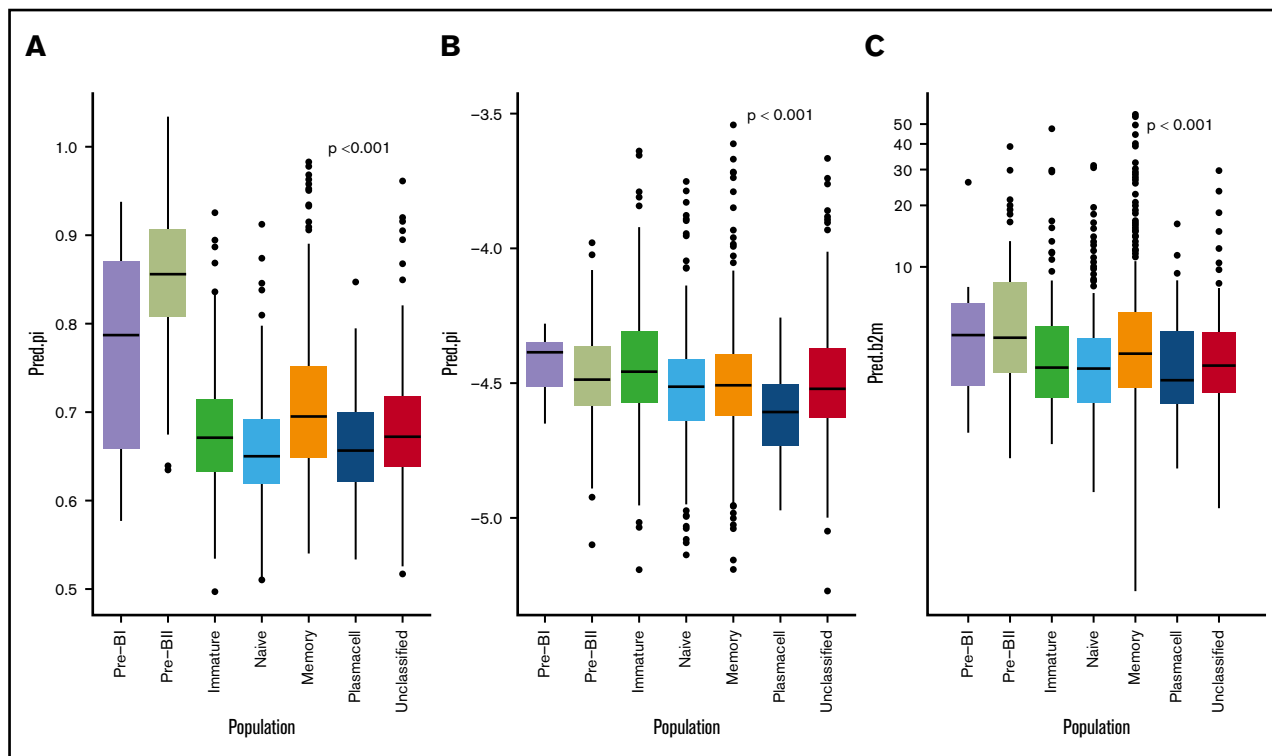 A
B
C
Pred.pi
1.0
0.9
0.8
0.7
0.6
0.5
p <0.001
Pre–BI
Pre–BII
Immature
Naive
Memory
Plasmacell
Unclassified
Population
Pred.pi
–3.5
–4.0
–4.5
–5.0
p < 0.001
Pre–BI
Pre–BII
Immature
Naive
Memory
Plasmacell
Unclassified
Population
Pred.b2m
50
40
30
20
10
p < 0.001
Pre–BI
Pre–BII
Immature
Naive
Memory
Plasmacell
Unclassified
Population